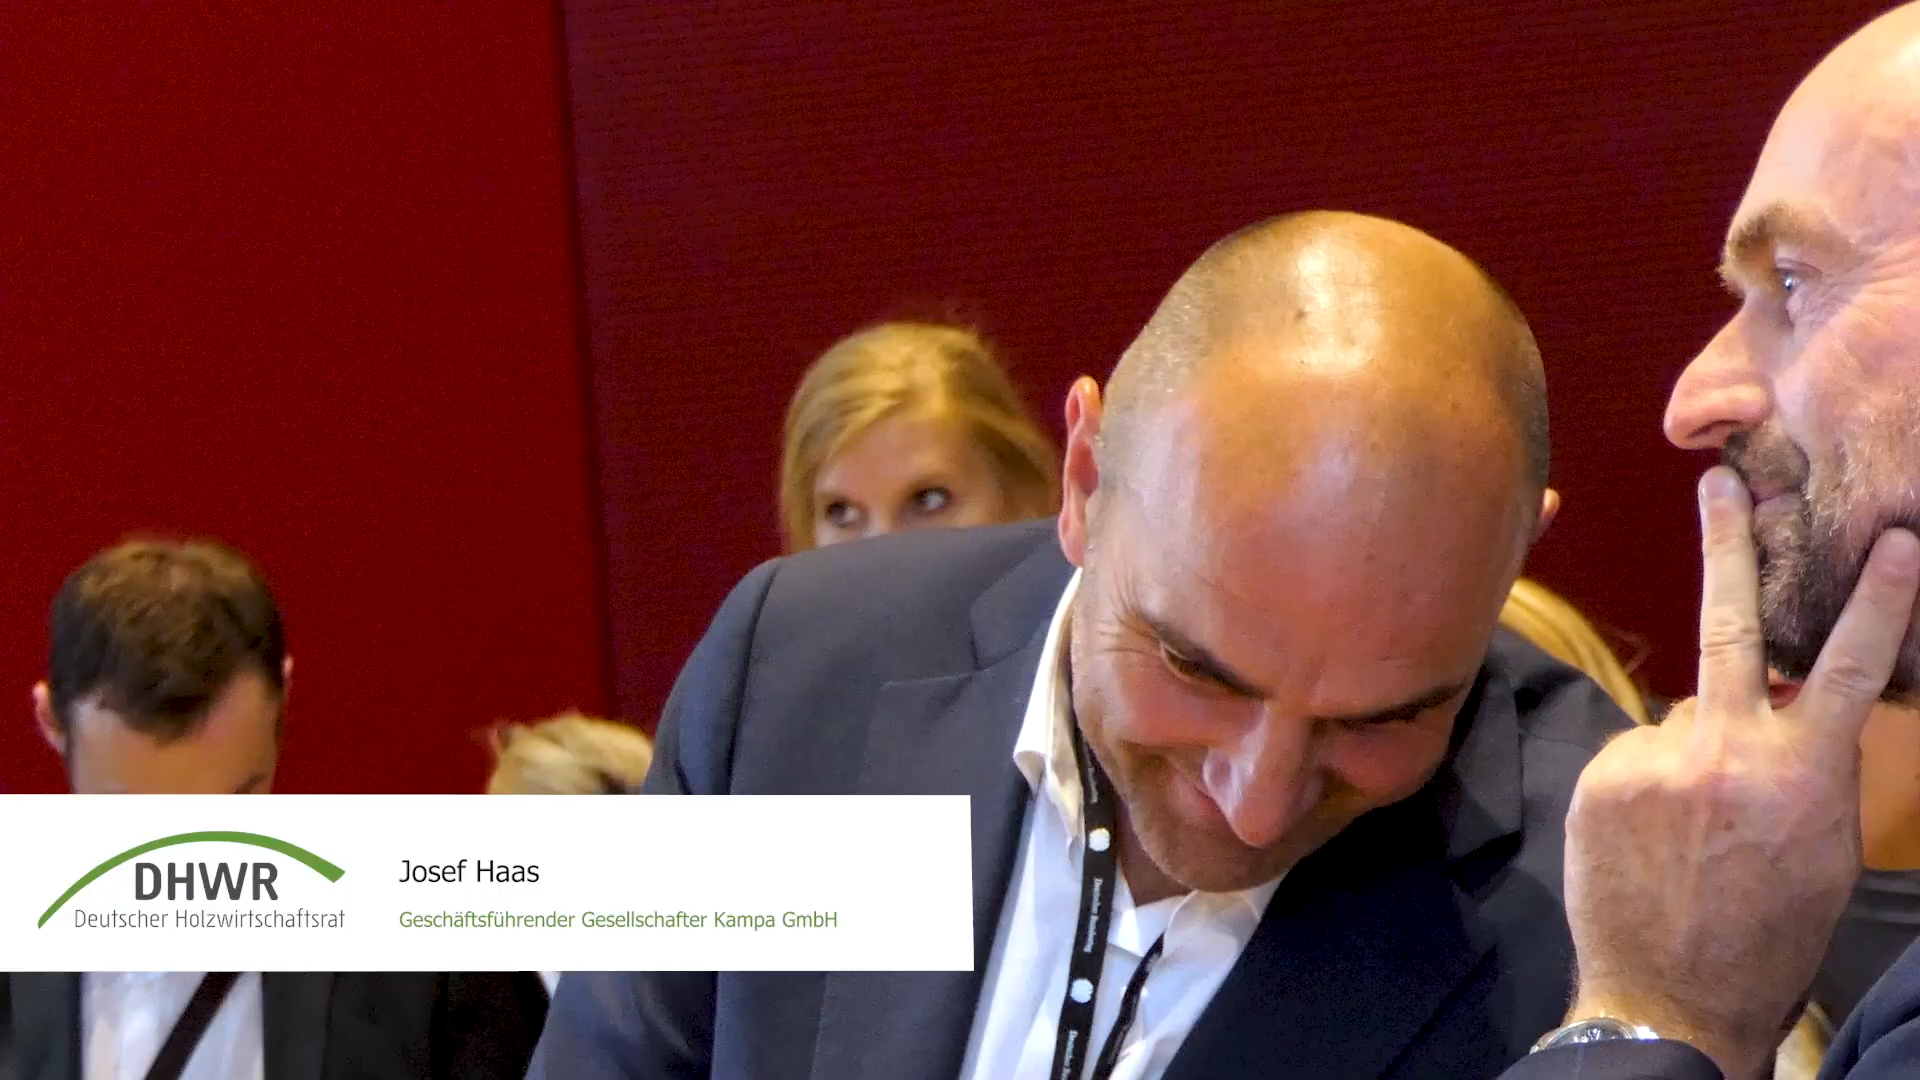 DHWR
Deutscher Holzwirtschaftsrat
Josef Haas
Geschäftsführender Gesellschafter Kampa GmbH